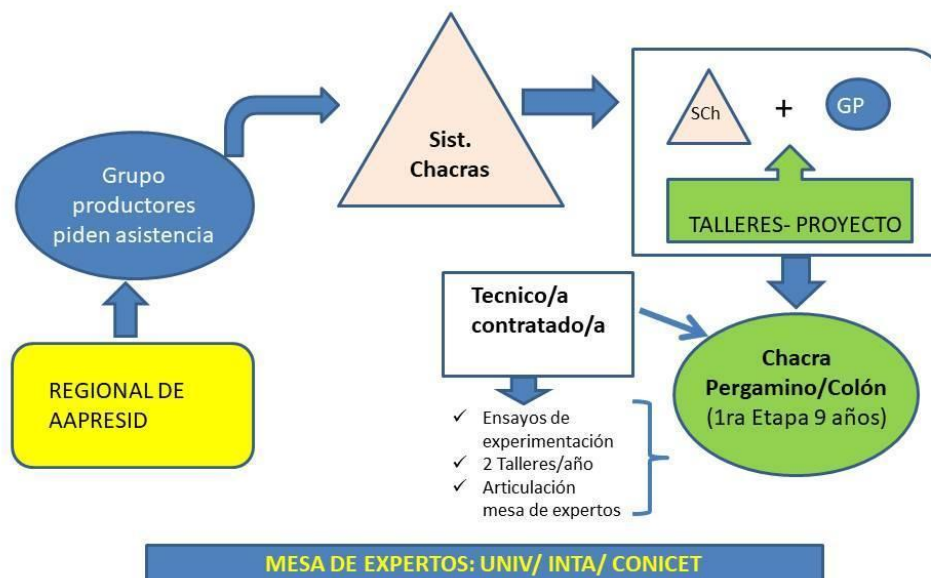 Grupo
productores
piden asistencia
Sist.
Chacras
SCh
+
GP
TALLERES- PROYECTO
REGIONAL DE
AAPRESID
Tecnico/a
contratado/a
✓ Ensayos de
experimentación
✓ 2 Talleres/año
✓ Articulación
mesa de expertos
Chacra
Pergamino/Colón
(1ra Etapa 9 años)
MESA DE EXPERTOS: UNIV/ INTA/ CONICET